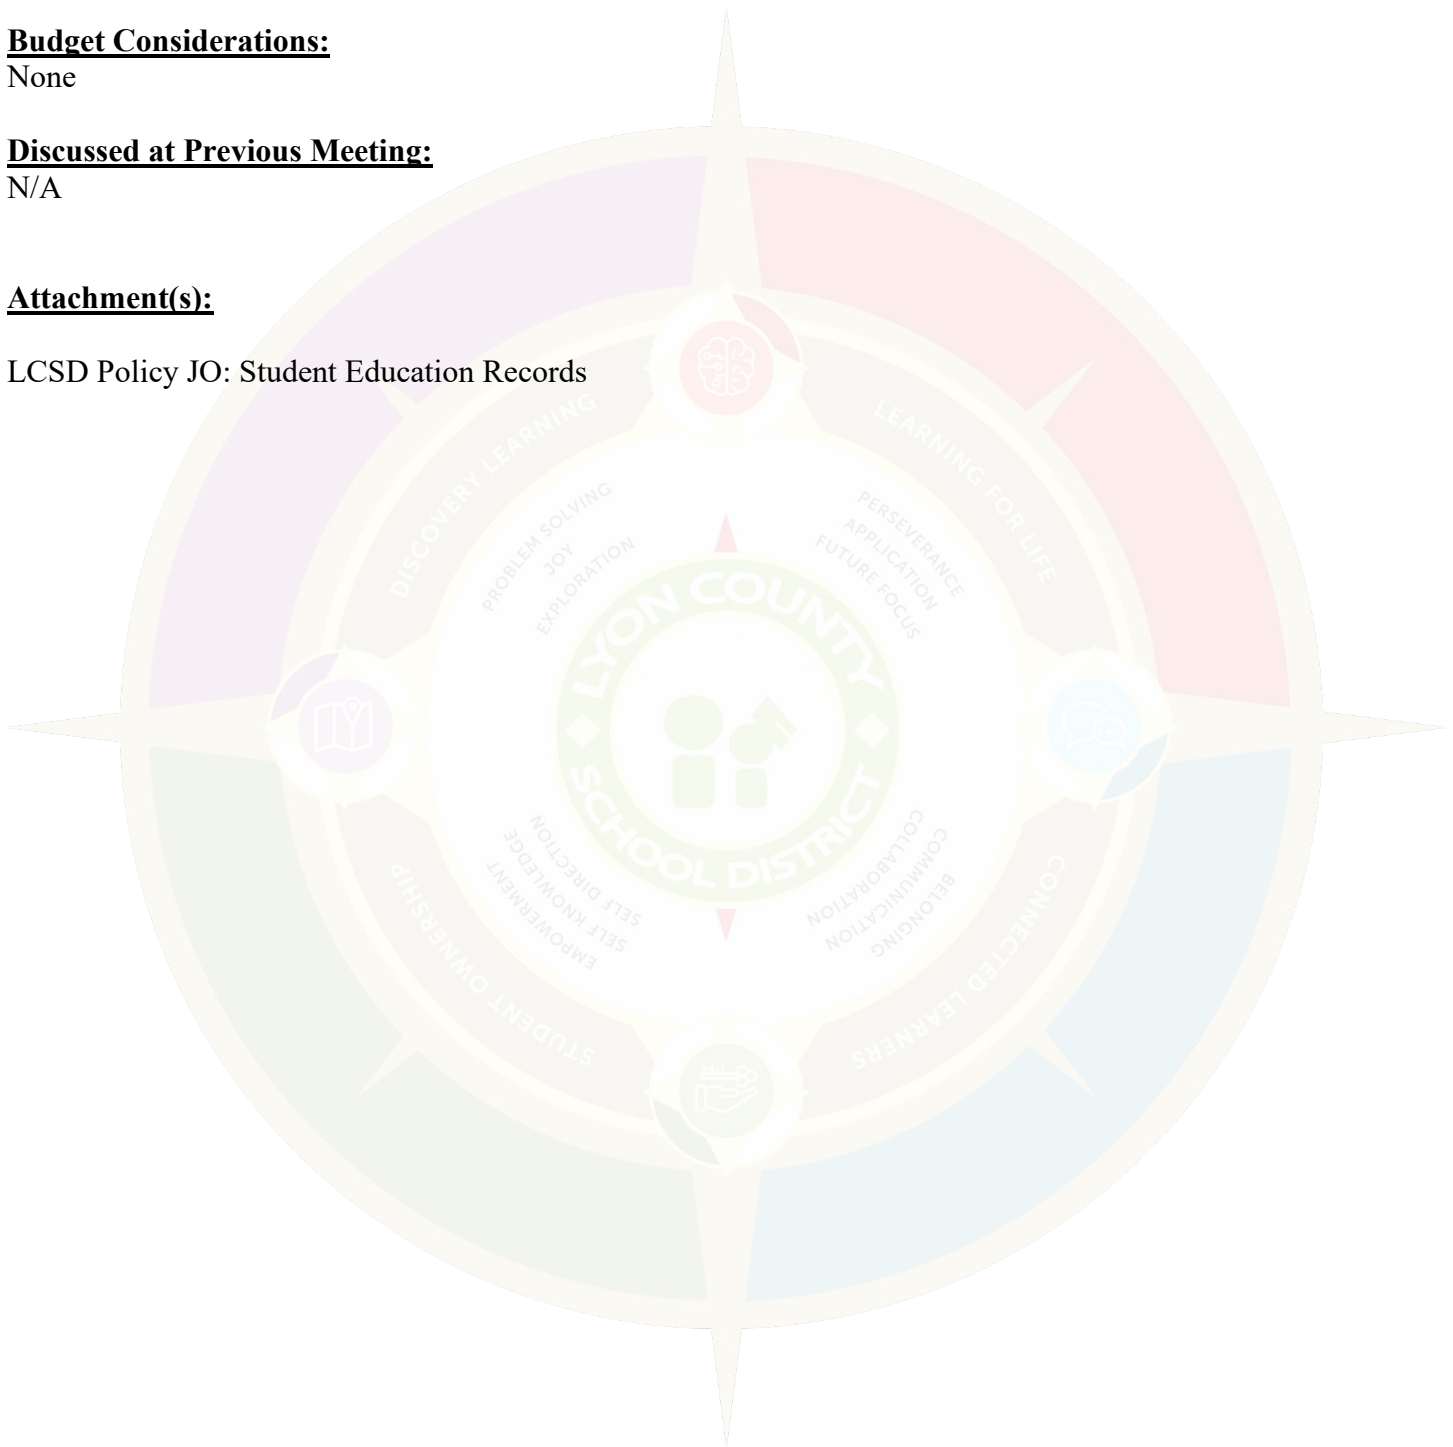 Budget Considerations:
None
Discussed at Previous Meeting:
N/A
Attachment(s):
LCSD Policy JO: Student Education Records
DISCOVERY LEARNING
LEARNING FOR LIFE
PROBLEM SOLVING
JOY
EXPLORATION
PERSEVERANCE
APPLICATION
FUTURE FOCUS
LYON COUNTY
SCHOOL DISTRICT
SELF DIRECTION
SELF KNOWLEDGE
EMPOWERMENT
COLLABORATION
COMMUNICATION
BELONGING
STUDENT OWNERSHIP
CONNECTED LEARNERS